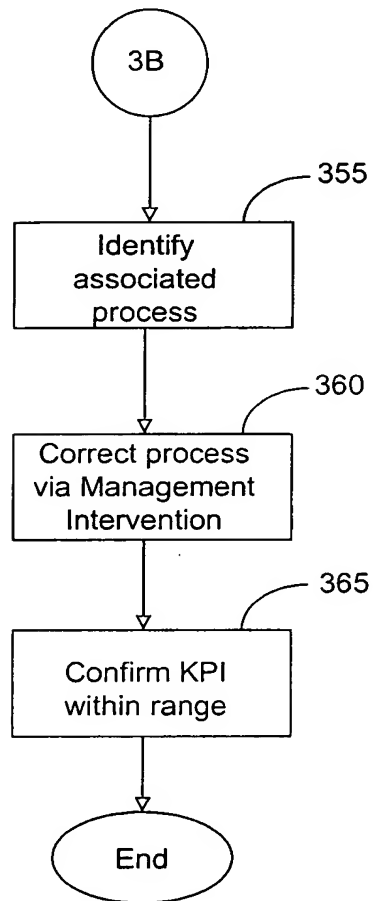 3B
355
Identify
associated
process
360
Correct process
via Management
Intervention
365
Confirm KPI
within range
End